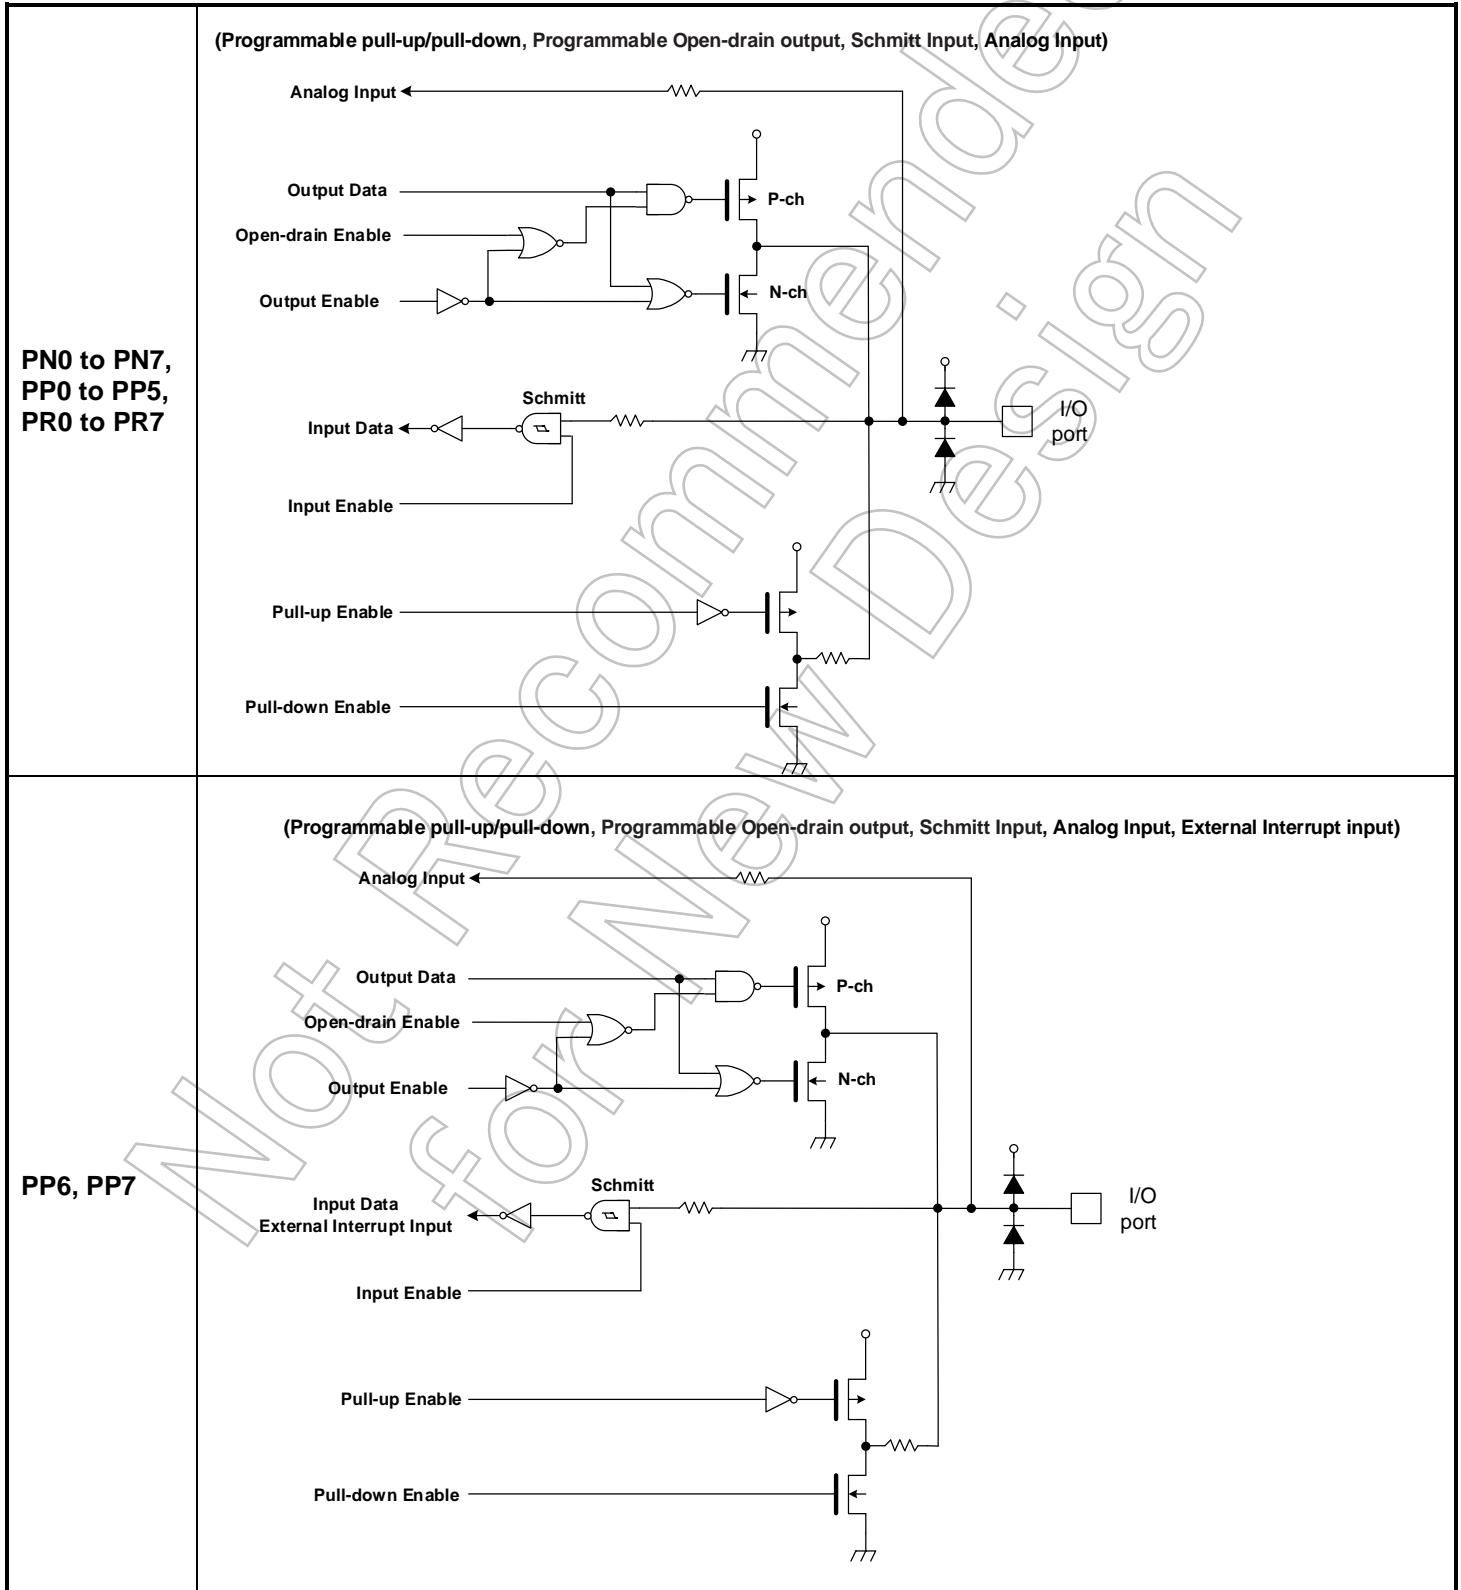 (Programmable pull-up/pull-down, Programmable Open-drain output, Schmitt Input, Analog Input)
Analog Input
Output Data
P-ch
Open-drain Enable
Output Enable
N-ch
PN0 to PN7,
PP0 to PP5,
PR0 to PR7
Schmitt
Input Data
I/O
port
Input Enable
Pull-up Enable
Pull-down Enable
(Programmable pull-up/pull-down, Programmable Open-drain output, Schmitt Input, Analog Input, External Interrupt input)
Analog Input
Output Data
P-ch
Open-drain Enable
Output Enable
N-ch
PP6, PP7
Schmitt
Input Data
External Interrupt Input
I/O
port
Input Enable
Pull-up Enable
Pull-down Enable
Not Recommended
for New Design